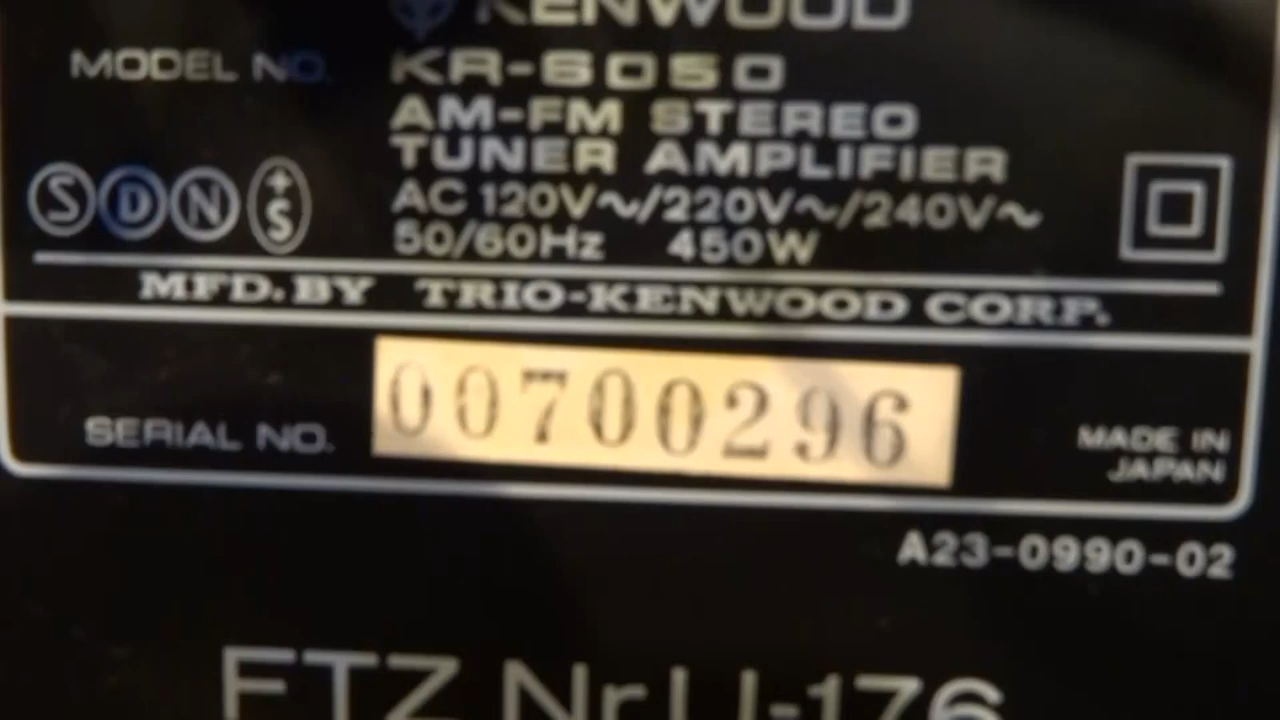 KENWOOD
MODEL NO. KR-6050
AM-FM STEREO
TUNER AMPLIFIER
S D N +S AC 120V~/220V~/240V~
50/60Hz 450W
MFD. BY TRIO-KENWOOD CORP.
SERIAL NO. 00700296 MADE IN JAPAN
A23-0990-02
FTZ Nr U-176